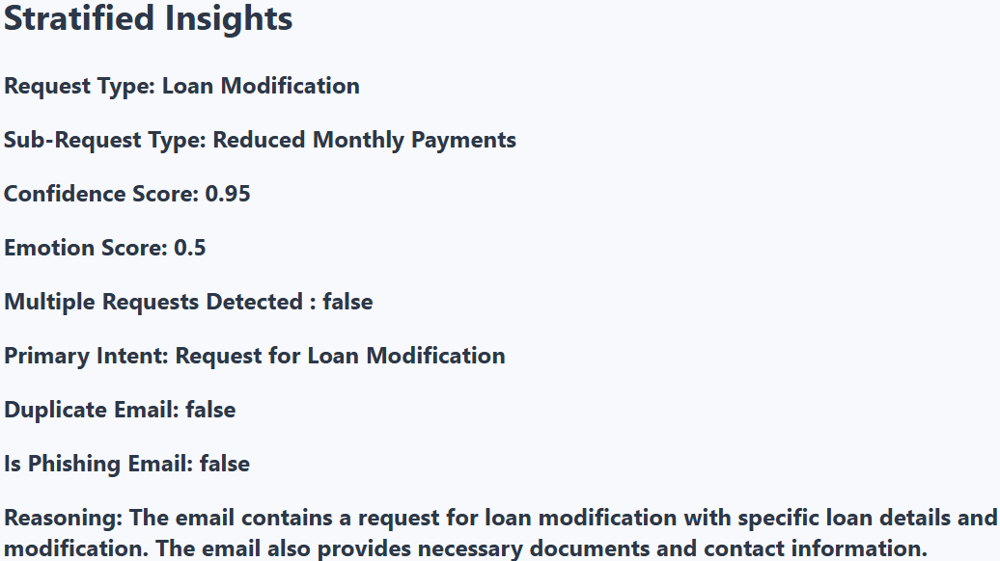 Stratified Insights
Request Type: Loan Modification
Sub-Request Type: Reduced Monthly Payments
Confidence Score: 0.95
Emotion Score: 0.5
Multiple Requests Detected : false
Primary Intent: Request for Loan Modification
Duplicate Email: false
Is Phishing Email: false
Reasoning: The email contains a request for loan modification with specific loan details and
modification. The email also provides necessary documents and contact information.